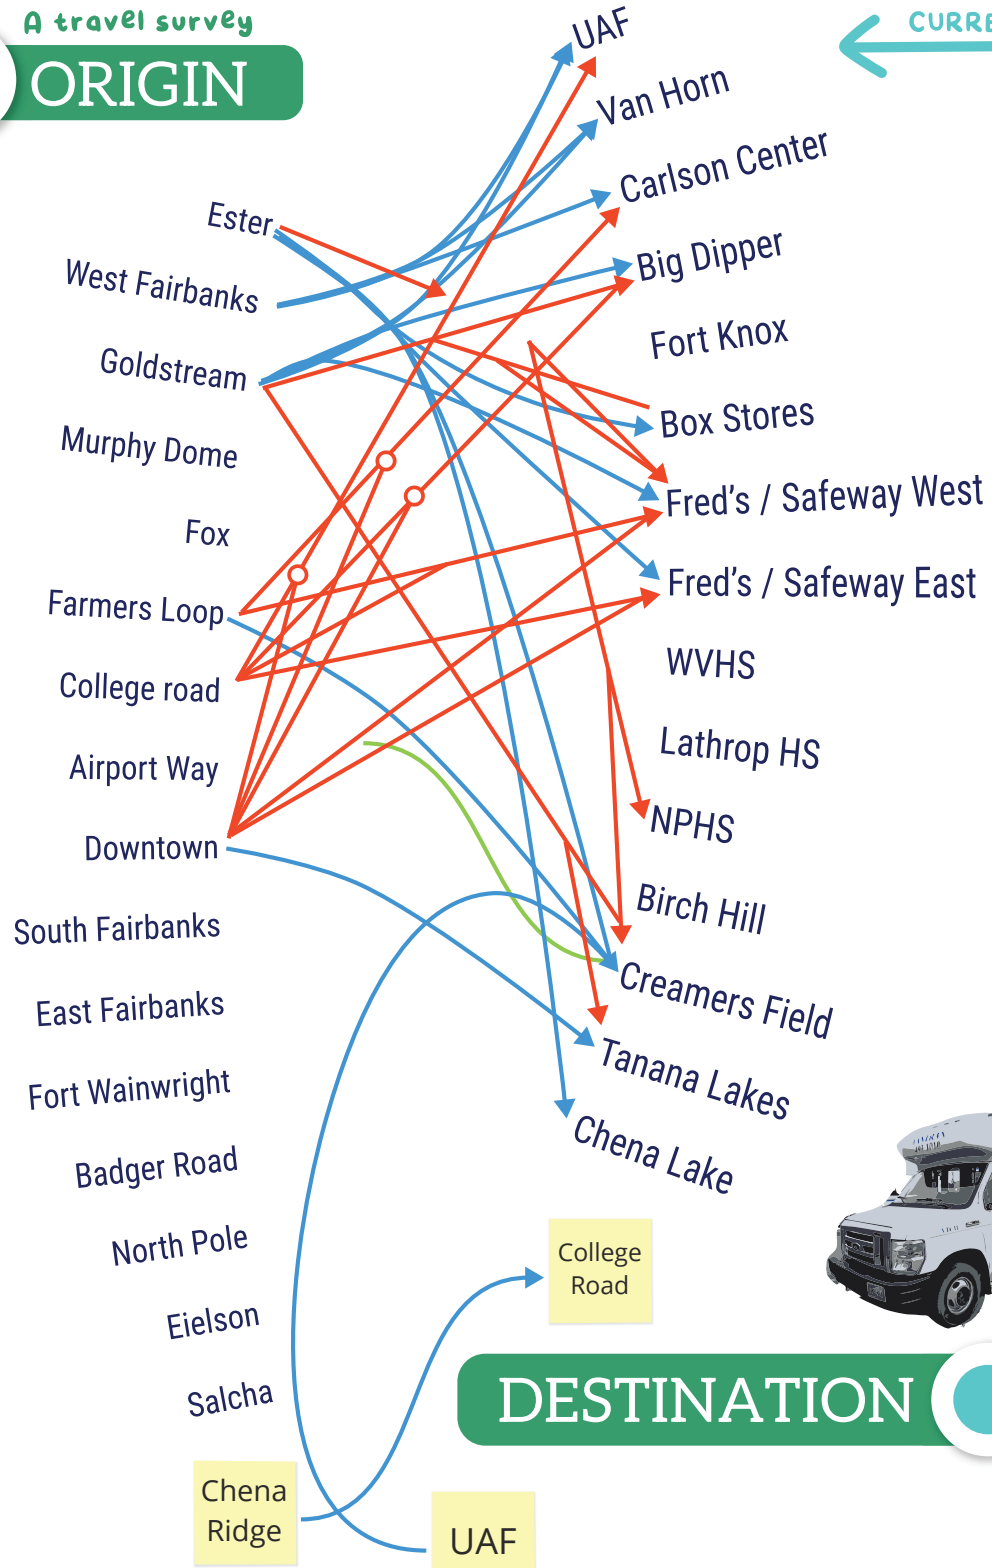 A travel survey
ORIGIN
CURRE
Ester
West Fairbanks
Goldstream
Murphy Dome
Fox
Farmers Loop
College road
Airport Way
Downtown
South Fairbanks
East Fairbanks
Fort Wainwright
Badger Road
North Pole
Eielson
Salcha
Chena
Ridge
UAF
UAF
Van Horn
Carlson Center
Big Dipper
Fort Knox
Box Stores
Fred's / Safeway West
Fred's / Safeway East
WVHS
Lathrop HS
NPHS
Birch Hill
Creamers Field
Tanana Lakes
Chena Lake
College
Road
DESTINATION